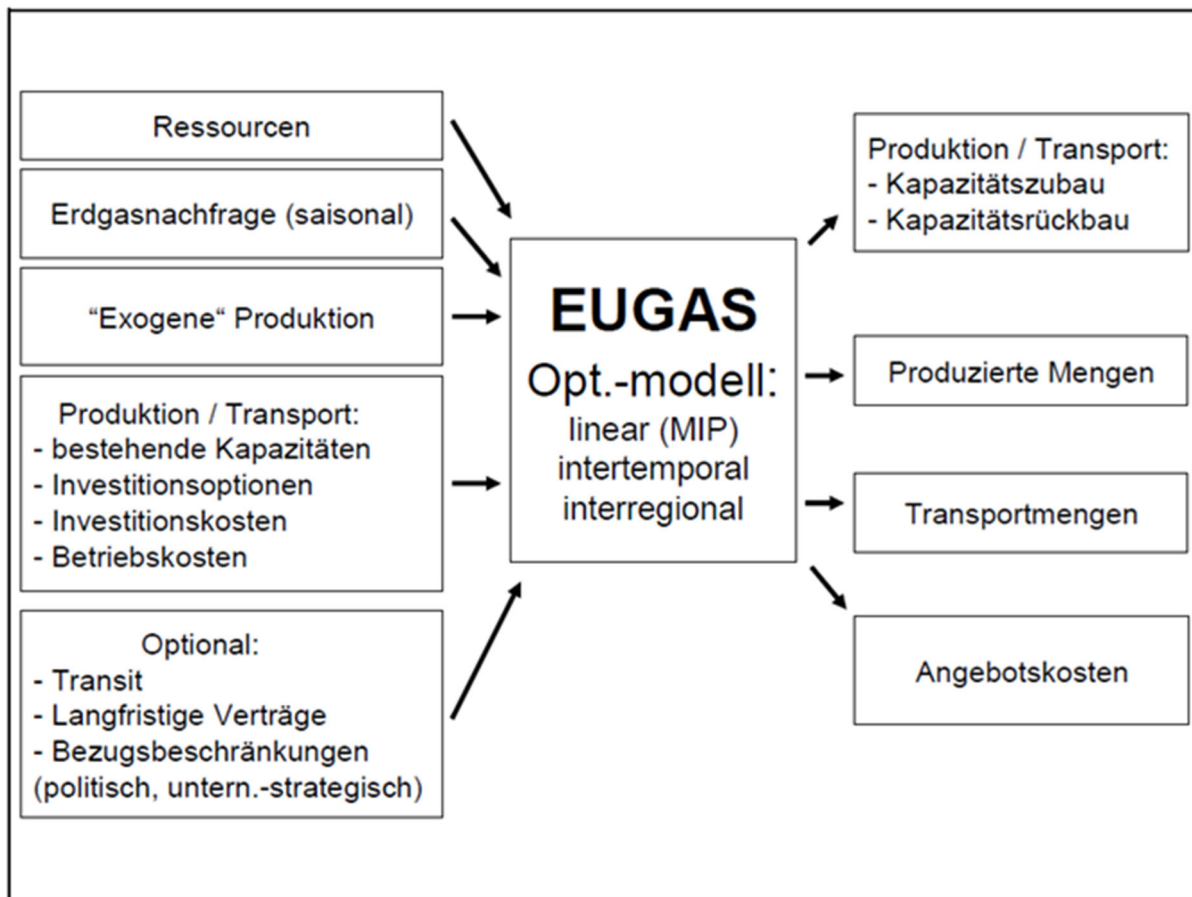 Ressourcen
Erdgasnachfrage (saisonal)
“Exogene“ Produktion
Produktion / Transport:
- bestehende Kapazitäten
- Investitionsoptionen
- Investitionskosten
- Betriebskosten
Optional:
- Transit
- Langfristige Verträge
- Bezugsbeschränkungen
(politisch, untern.-strategisch)
EUGAS
Opt.-modell:
linear (MIP)
intertemporal
interregional
Produktion / Transport:
- Kapazitätszubau
- Kapazitätsrückbau
Produzierte Mengen
Transportmengen
Angebotskosten